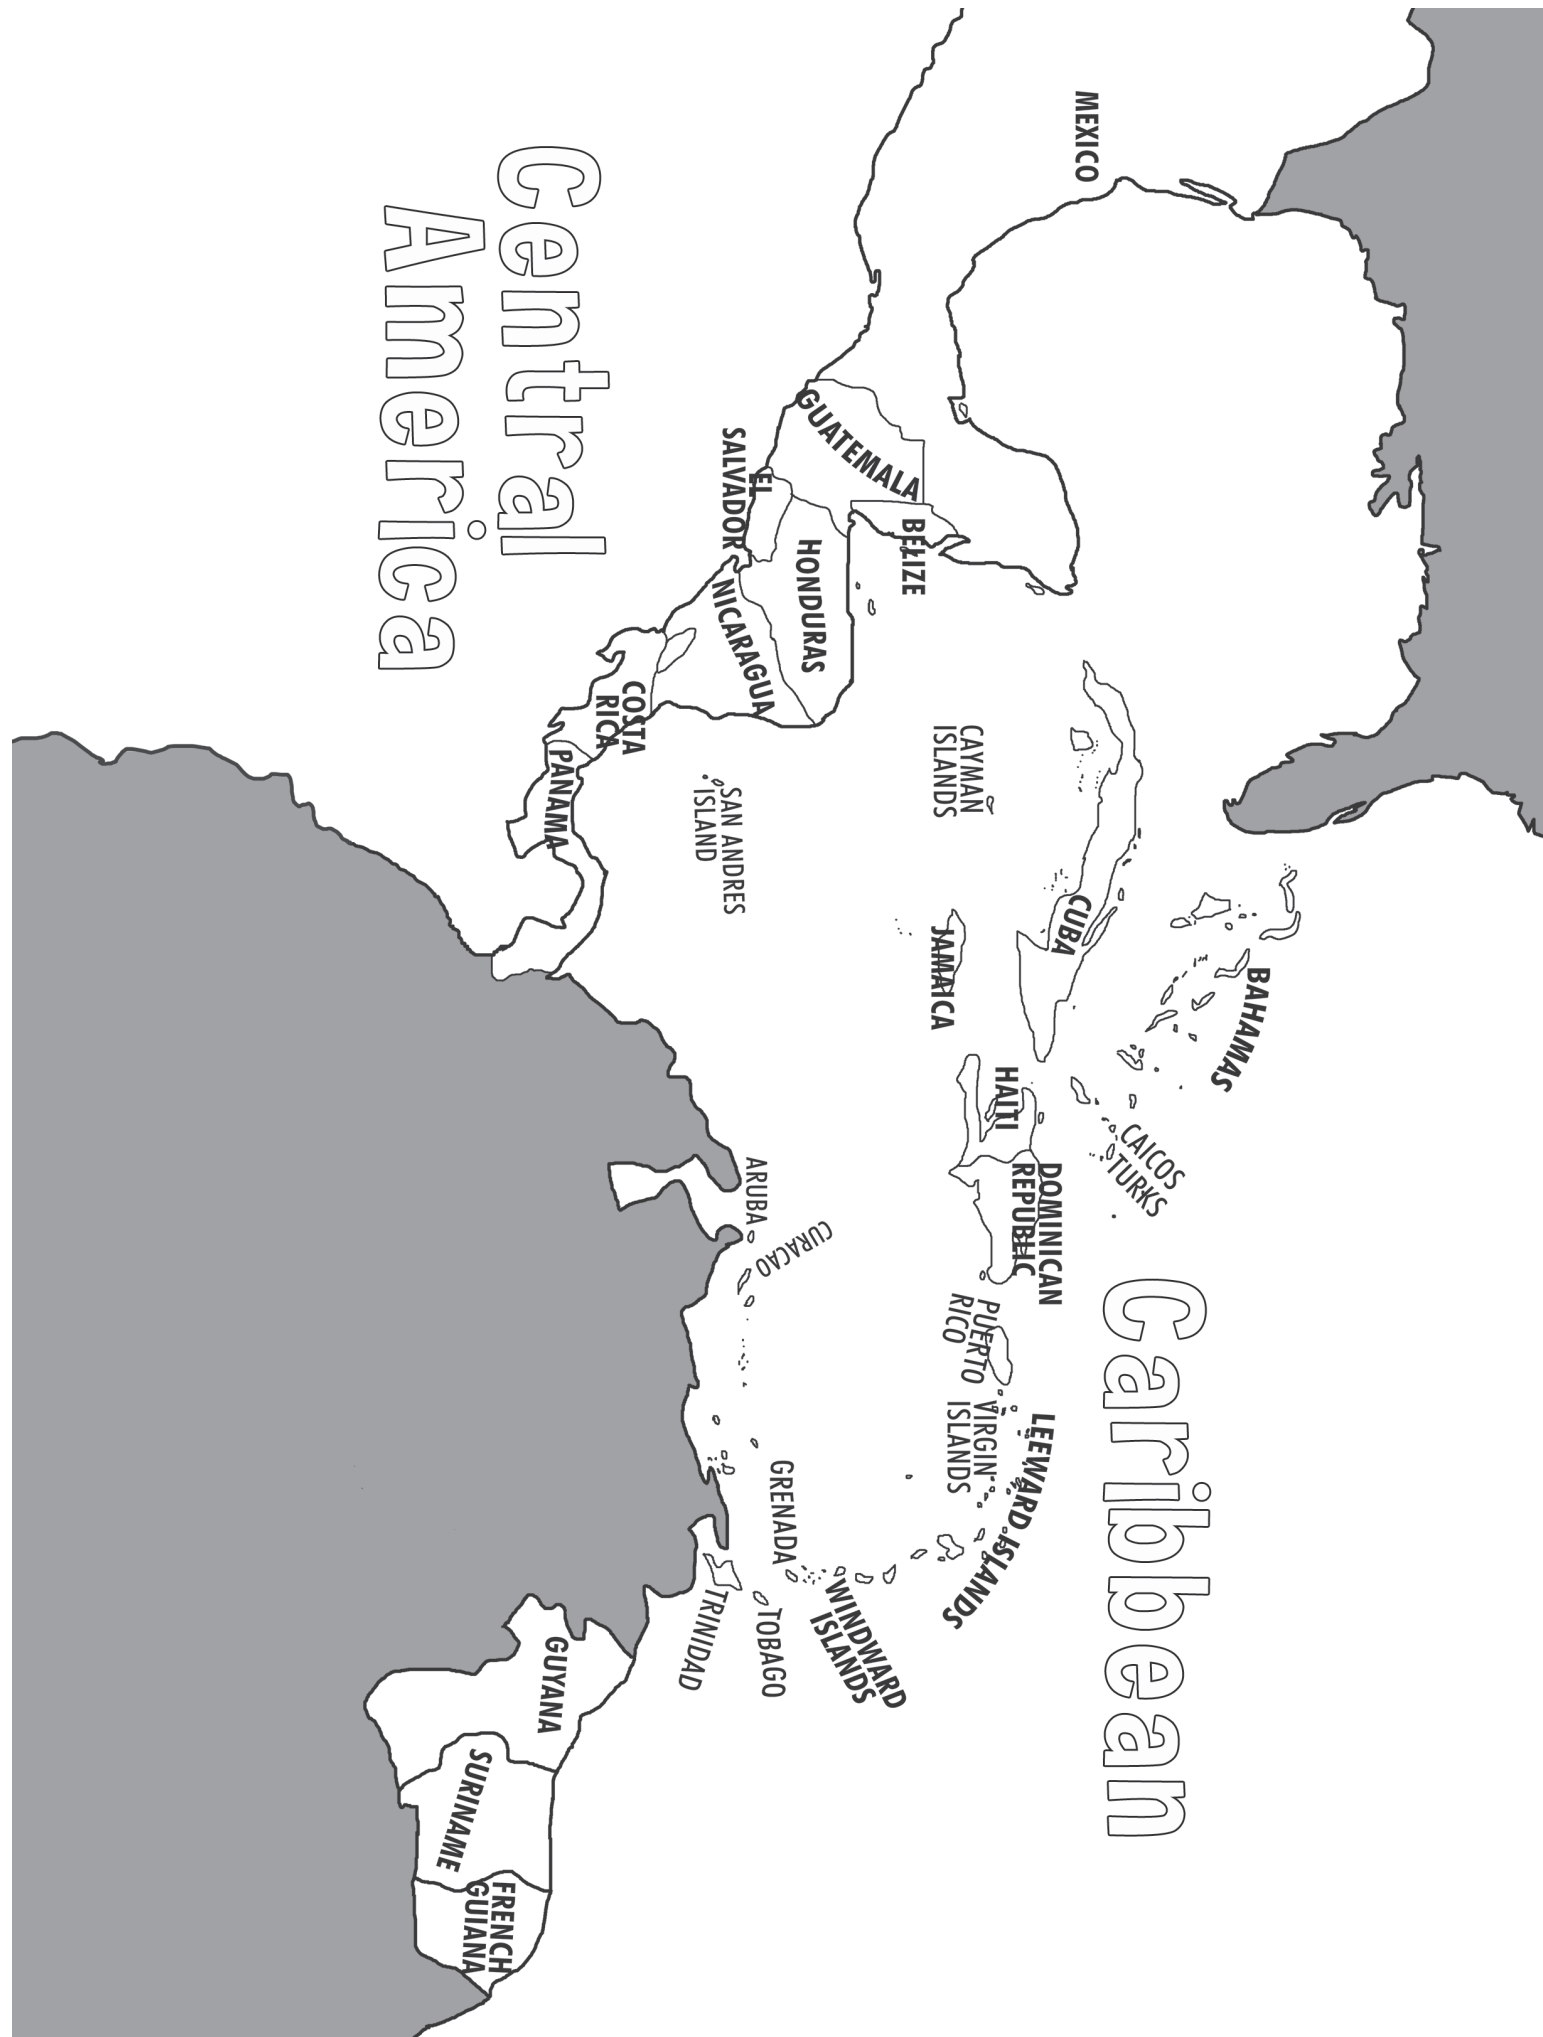 MEXICO
Central
America
GUATEMALA
BELIZE
EL
SALVADOR
HONDURAS
NICARAGUA
COSTA
RICA
PANAMA
SAN ANDRES
ISLAND
CAYMAN
ISLANDS
CUBA
JAMAICA
BAHAMAS
CAICOS
TURKS
HAITI
DOMINICAN
REPUBLIC
Caribbean
PUERTO
RICO
VIRGIN
ISLANDS
LEEWARD ISLANDS
ARUBA
CURACAO
GRENADA
WINDWARD
ISLANDS
TOBAGO
TRINIDAD
GUYANA
SURINAME
FRENCH
GUIANA